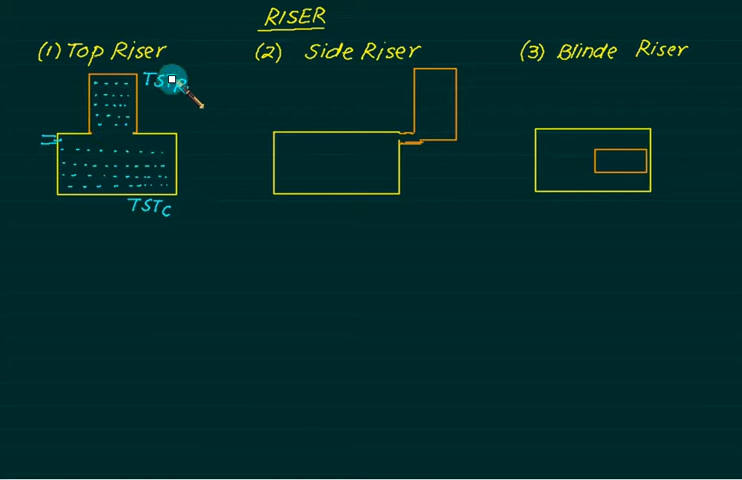 RISER
(1) Top Riser
(2) Side Riser
(3) Blinde Riser
TSTR
TSTC